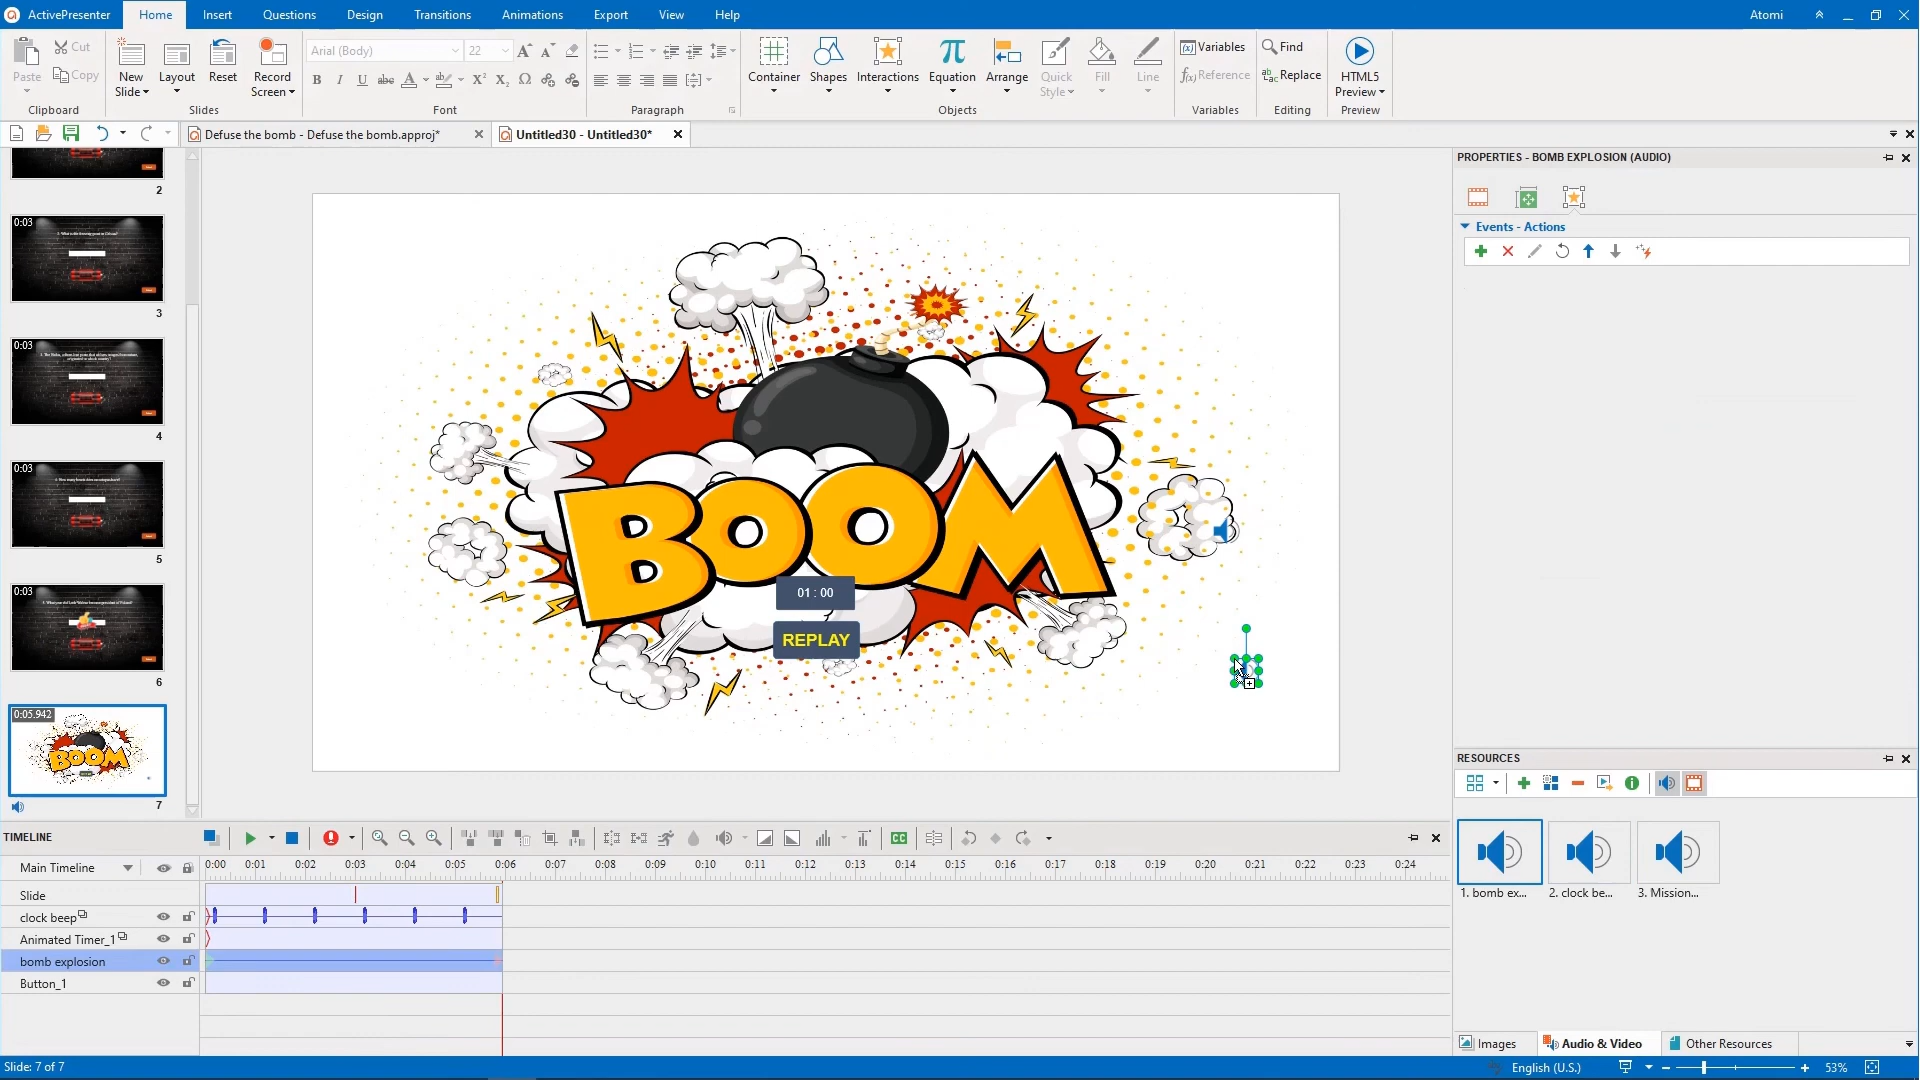 ActivePresenter
Home
Insert
Questions
Design
Transitions
Animations
Export
View
Help
Atomi
Paste
Cut
Copy
Clipboard
New Slide
Layout
Reset
Record Screen
Slides
Arial (Body)
22
Font
Paragraph
Container
Shapes
Interactions
Equation
Arrange
Quick Style
Fill
Line
Objects
Variables
Reference
Variables
Find
Replace
Editing
HTML5 Preview
Preview
Defuse the bomb - Defuse the bomb.approj*
Untitled30 - Untitled30*
2
0:03
3
0:03
4
0:03
5
0:03
6
0:05.942
BOOM
7
BOOM
01 : 00
REPLAY
PROPERTIES - BOMB EXPLOSION (AUDIO)
Events - Actions
RESOURCES
1. bomb ex...
2. clock be...
3. Mission...
Images
Audio & Video
Other Resources
TIMELINE
Main Timeline
0:00 0:01 0:02 0:03 0:04 0:05 0:06 0:07 0:08 0:09 0:10 0:11 0:12 0:13 0:14 0:15 0:16 0:17 0:18 0:19 0:20 0:21 0:22 0:23 0:24
Slide
clock beep
Animated Timer_1
bomb explosion
Button_1
Slide: 7 of 7
English (U.S.)
53%